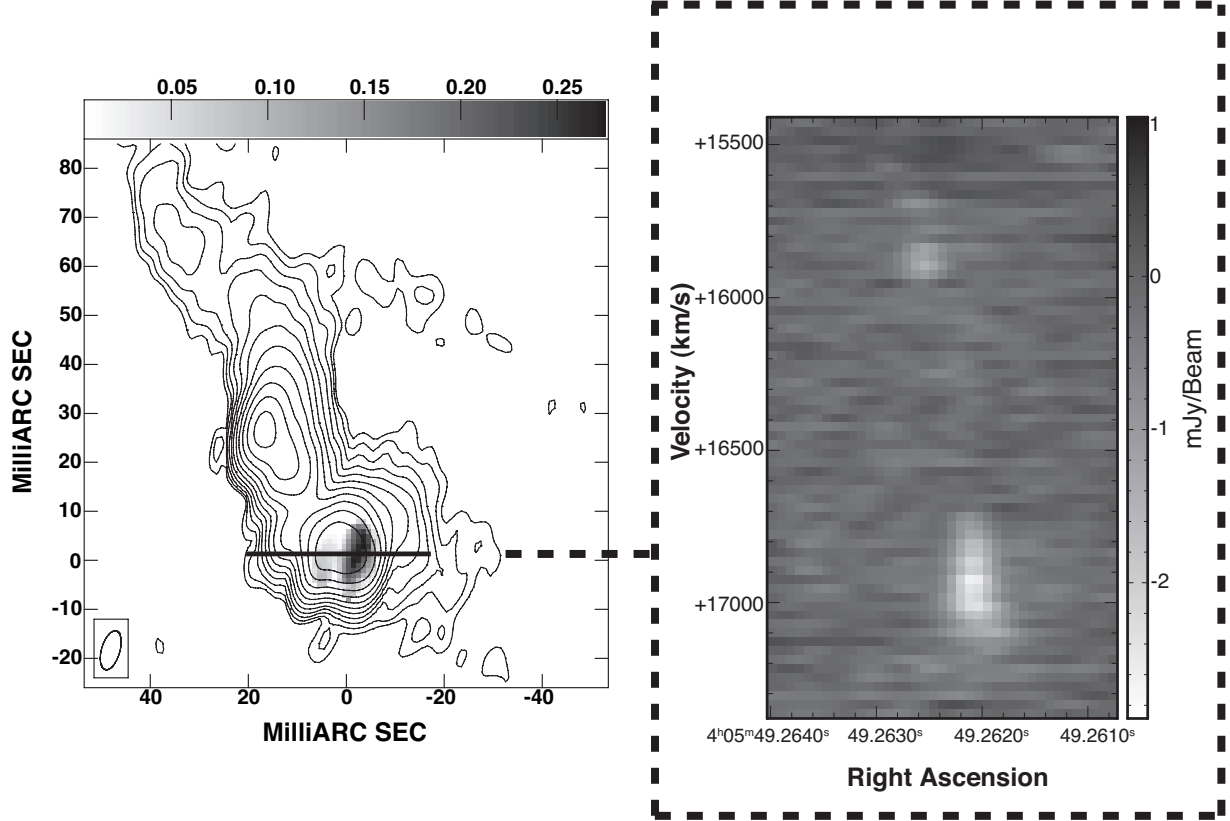 0.05 0.10 0.15 0.20 0.25
80
70
60
50
40
30
20
10
0
-10
-20
40 20 0 -20 -40
MilliARC SEC
MilliARC SEC
+15500
+16000
+16500
+17000
Velocity (km/s)
4ʰ05ᵐ49.2640ˢ 49.2630ˢ 49.2620ˢ 49.2610ˢ
Right Ascension
1
0
-1
-2
mJy/Beam